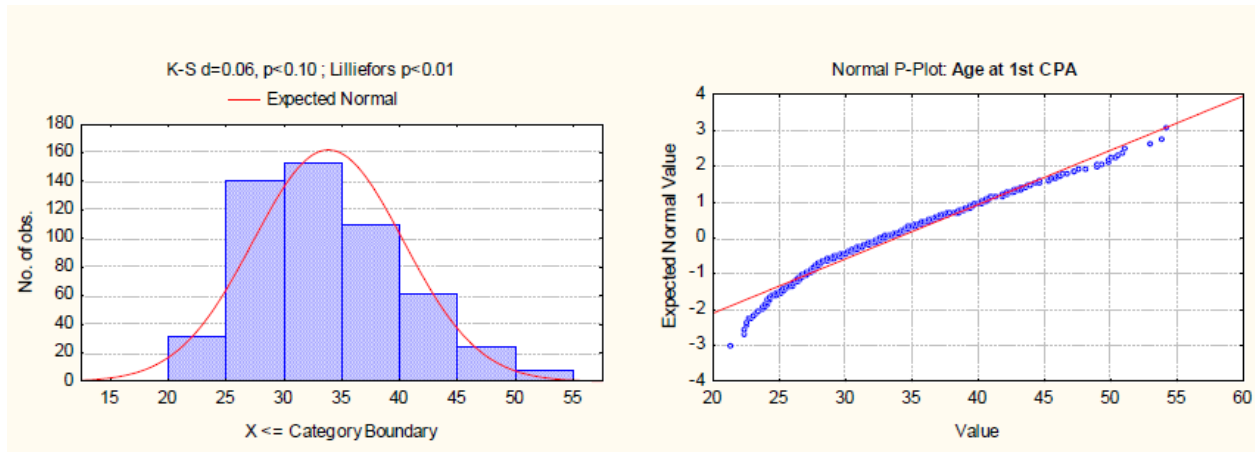 K-S d=0.06, p<0.10 ; Lilliefors p<0.01
Expected Normal
No. of obs.
180
160
140
120
100
80
60
40
20
0
15 20 25 30 35 40 45 50 55
X <= Category Boundary
Normal P-Plot: Age at 1st CPA
Expected Normal Value
4
3
2
1
0
-1
-2
-3
-4
20 25 30 35 40 45 50 55 60
Value